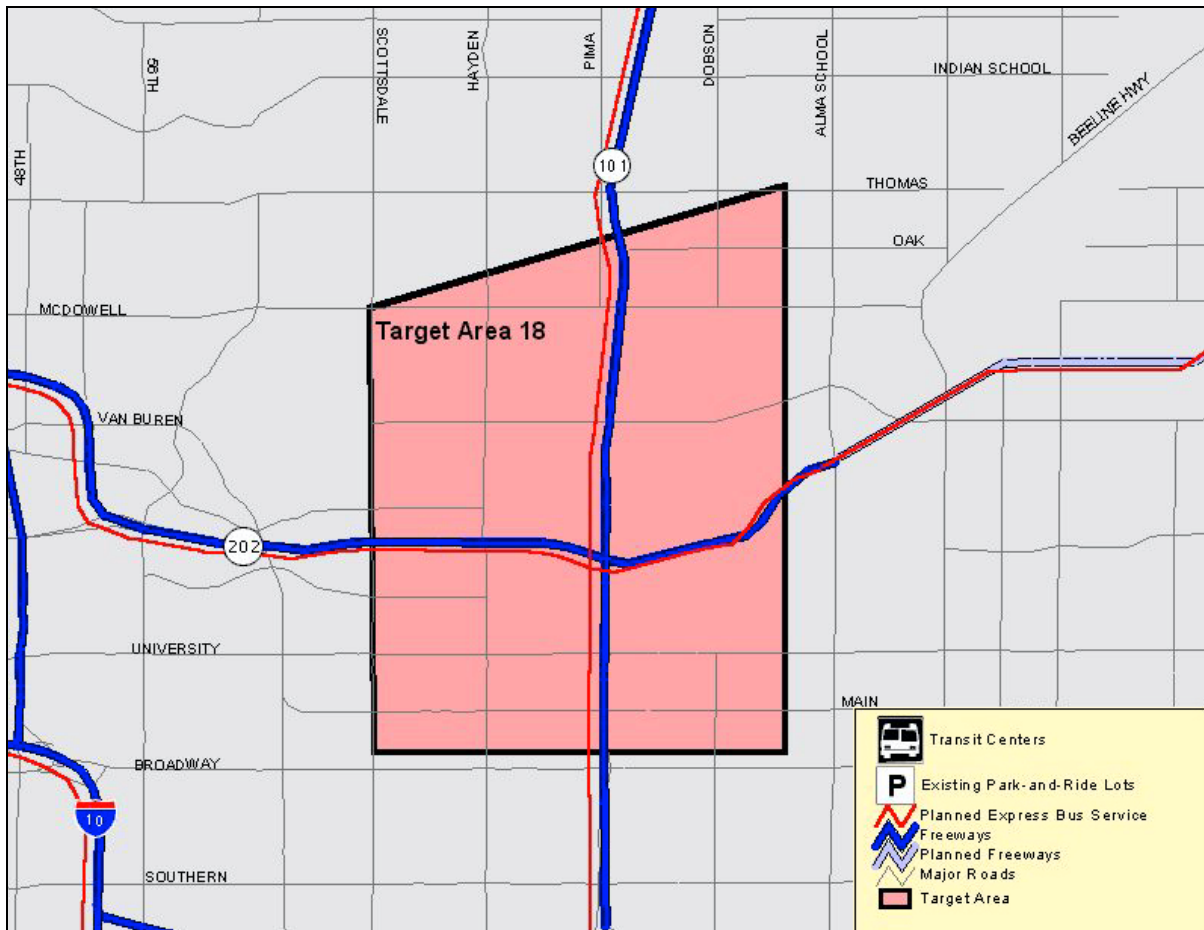 56TH
SCOTTSDALE
HAYDEN
PIMA
DOBSON
ALMA SCHOOL
INDIAN SCHOOL
BEELINE HWY
48TH
101
THOMAS
OAK
MCDOWELL
Target Area 18
VAN BUREN
202
UNIVERSITY
MAIN
BROADWAY
10
SOUTHERN
Transit Centers
P Existing Park-and-Ride Lots
Planned Express Bus Service
Freeways
Planned Freeways
Major Roads
Target Area